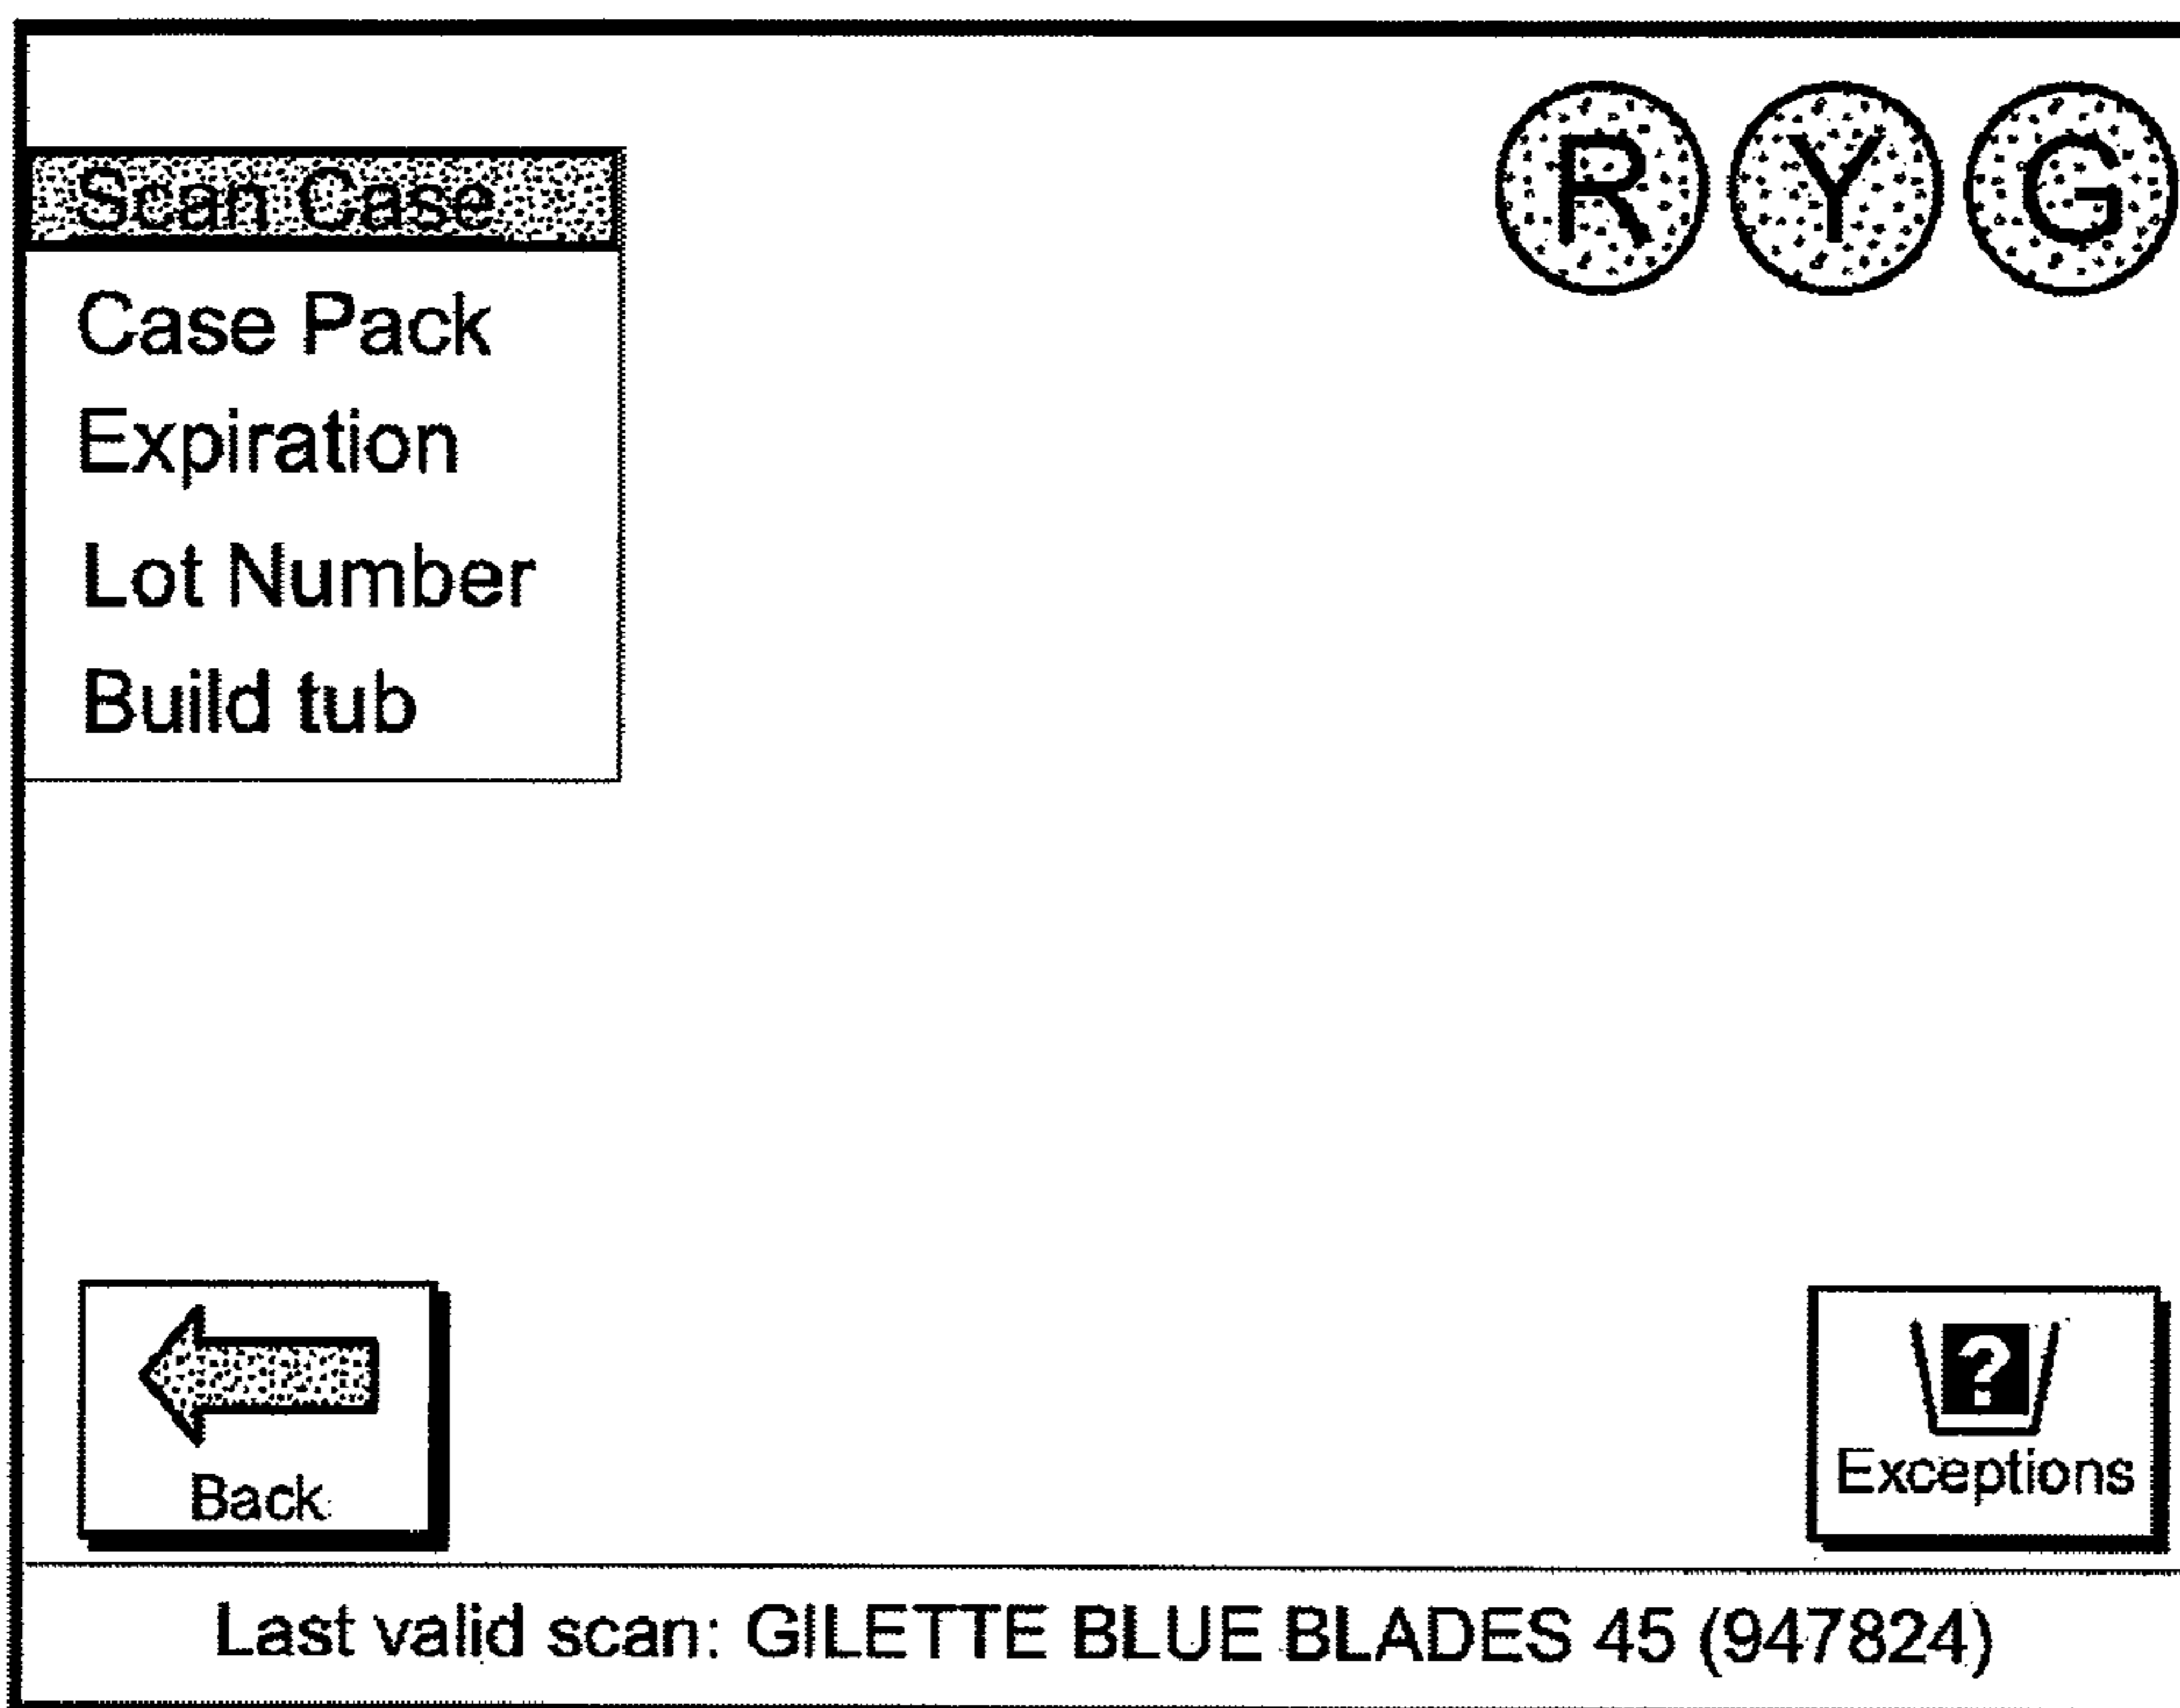 R Y G
Scan Case
Case Pack
Expiration
Lot Number
Build tub
?
Back
Exceptions
Last valid scan: GILETTE BLUE BLADES 45 (947824)